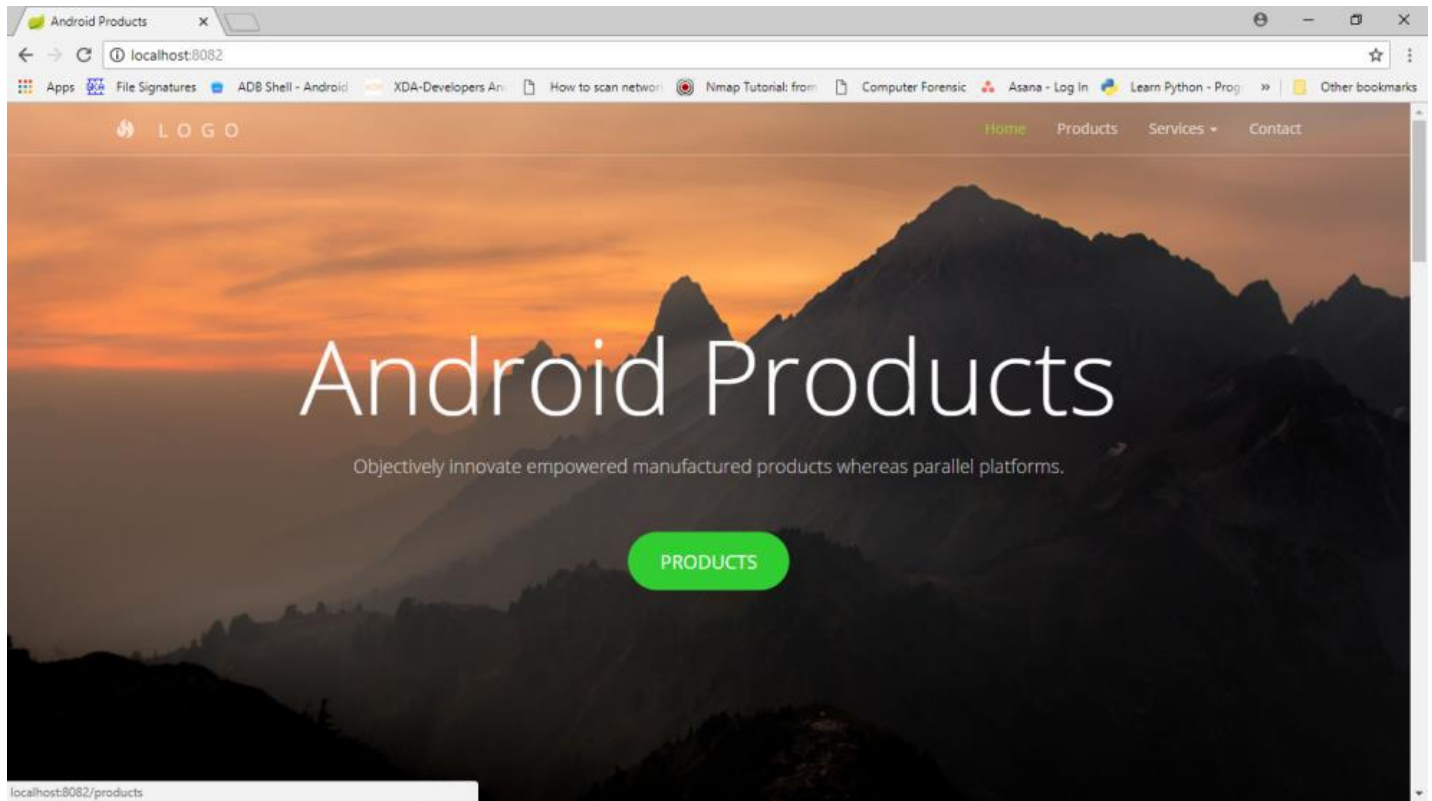 Android Products
localhost:8082
Apps File Signatures ADB Shell - Android XDA-Developers An How to scan networ Nmap Tutorial: from Computer Forensic Asana - Log In Learn Python - Prog » Other bookmarks
LOGO Home Products Services Contact
Android Products
Objectively innovate empowered manufactured products whereas parallel platforms.
PRODUCTS
localhost:8082/products